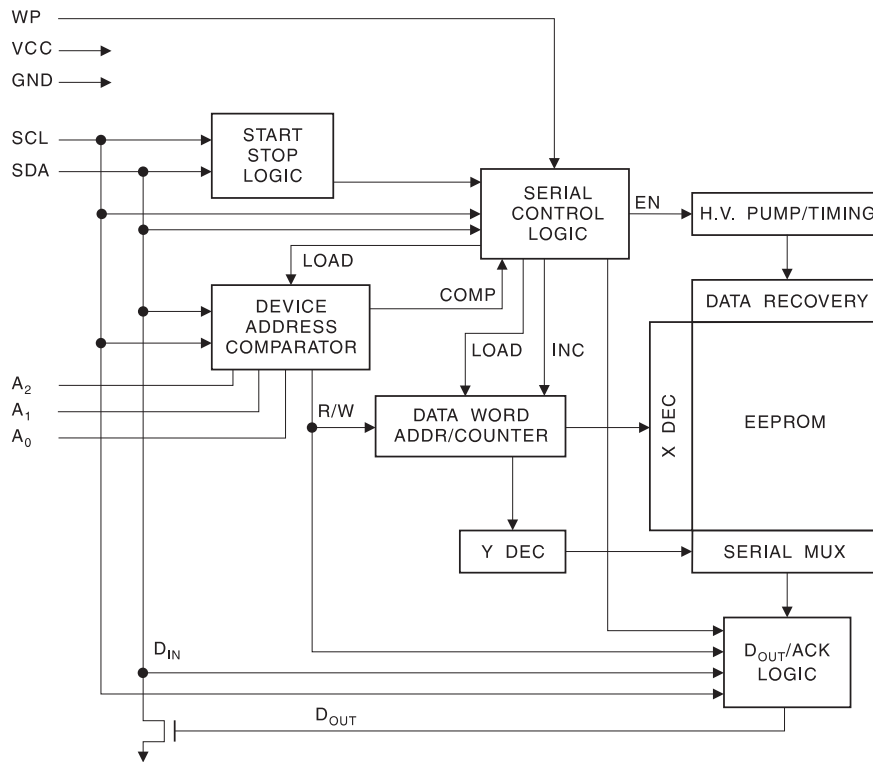 WP
VCC
GND
SCL
SDA
START
STOP
LOGIC
SERIAL
CONTROL
LOGIC
EN
H.V. PUMP/TIMING
LOAD
COMP
DATA RECOVERY
DEVICE
ADDRESS
COMPARATOR
LOAD
INC
A2
A1
A0
R/W
DATA WORD
ADDR/COUNTER
X DEC
EEPROM
Y DEC
SERIAL MUX
DIN
DOUT/ACK
LOGIC
DOUT